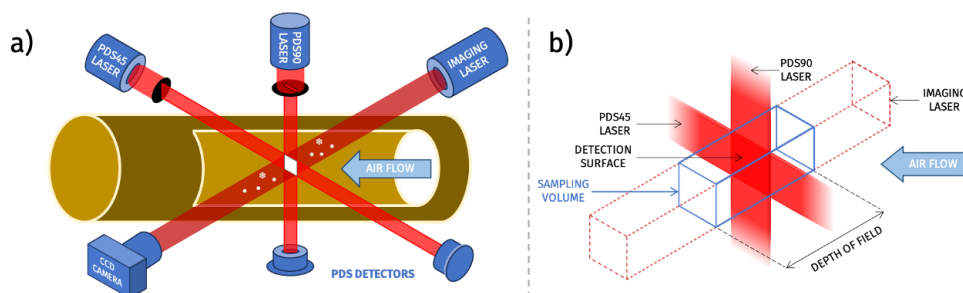 a)
PDS45
LASER
PDS90
LASER
IMAGING
LASER
AIR FLOW
CCD
CAMERA
PDS DETECTORS
b)
PDS90
LASER
IMAGING
LASER
PDS45
LASER
DETECTION
SURFACE
AIR FLOW
SAMPLING
VOLUME
DEPTH OF FIELD